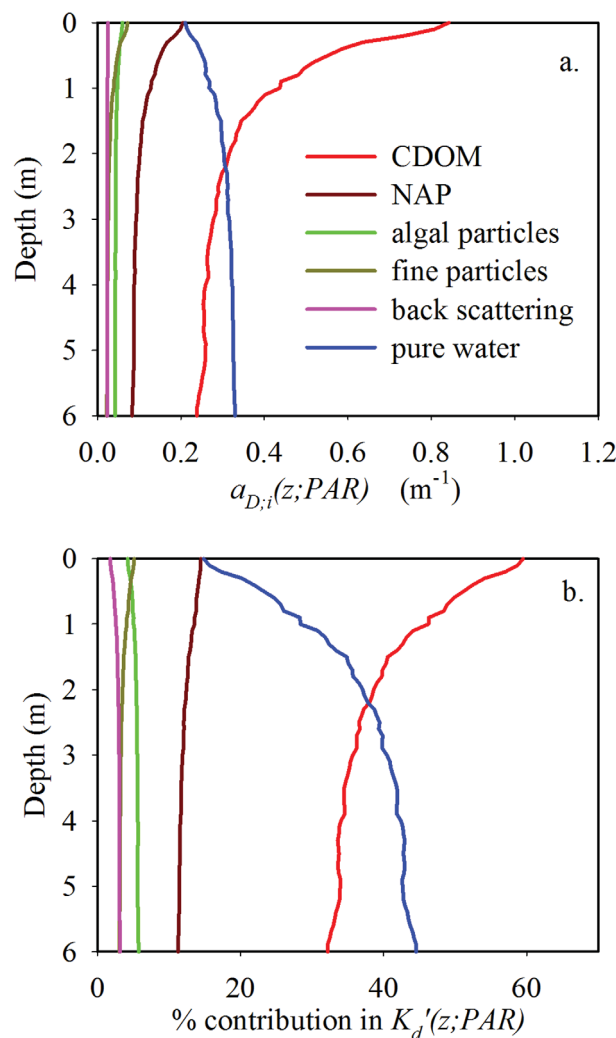 a.
0
1
2
3
4
5
6
Depth (m)
CDOM
NAP
algal particles
fine particles
back scattering
pure water
0.0 0.2 0.4 0.6 0.8 1.0 1.2
a_{D;i}(z;PAR) (m⁻¹)
b.
0
1
2
3
4
5
6
Depth (m)
0 20 40 60
% contribution in K_d'(z;PAR)